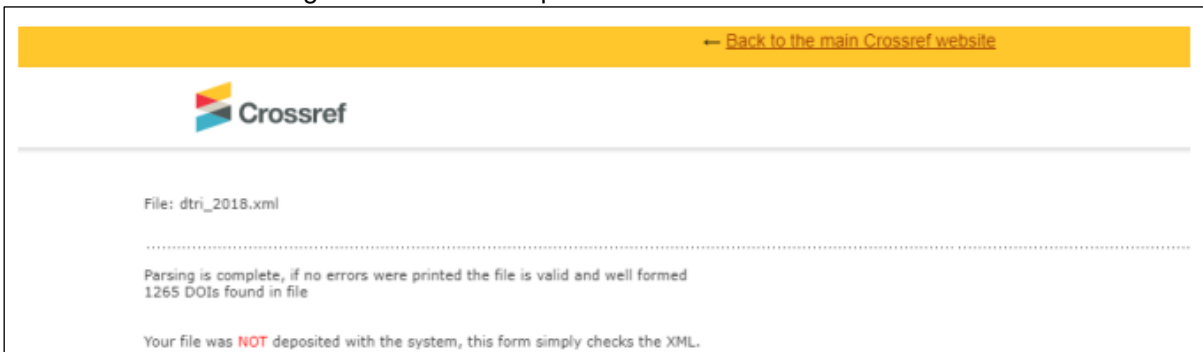 ← Back to the main Crossref website
Crossref
File: dtri_2018.xml
Parsing is complete, if no errors were printed the file is valid and well formed
1265 DOIs found in file
Your file was NOT deposited with the system, this form simply checks the XML.